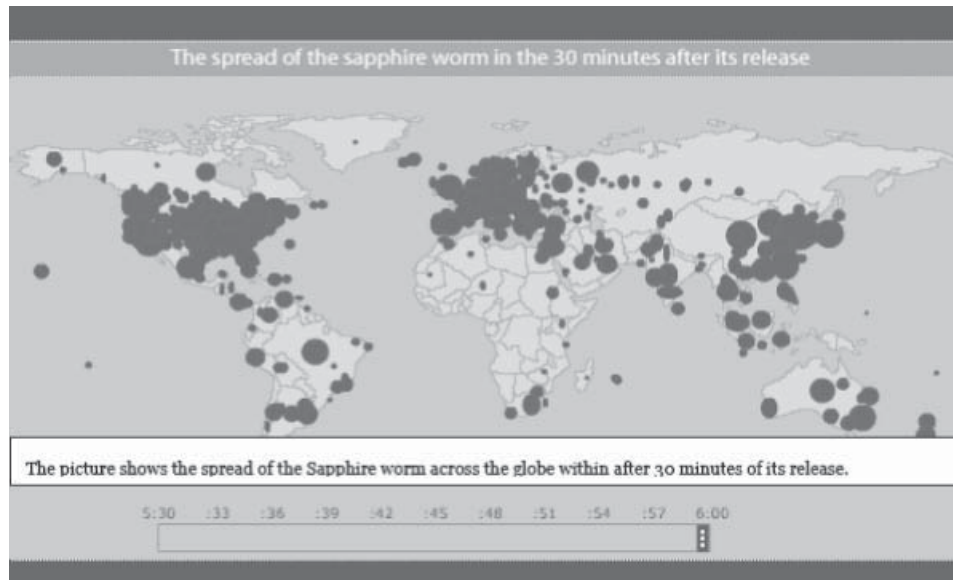 The spread of the sapphire worm in the 30 minutes after its release
The picture shows the spread of the Sapphire worm across the globe within after 30 minutes of its release.
5:30 :33 :36 :39 :42 :45 :48 :51 :54 :57 6:00